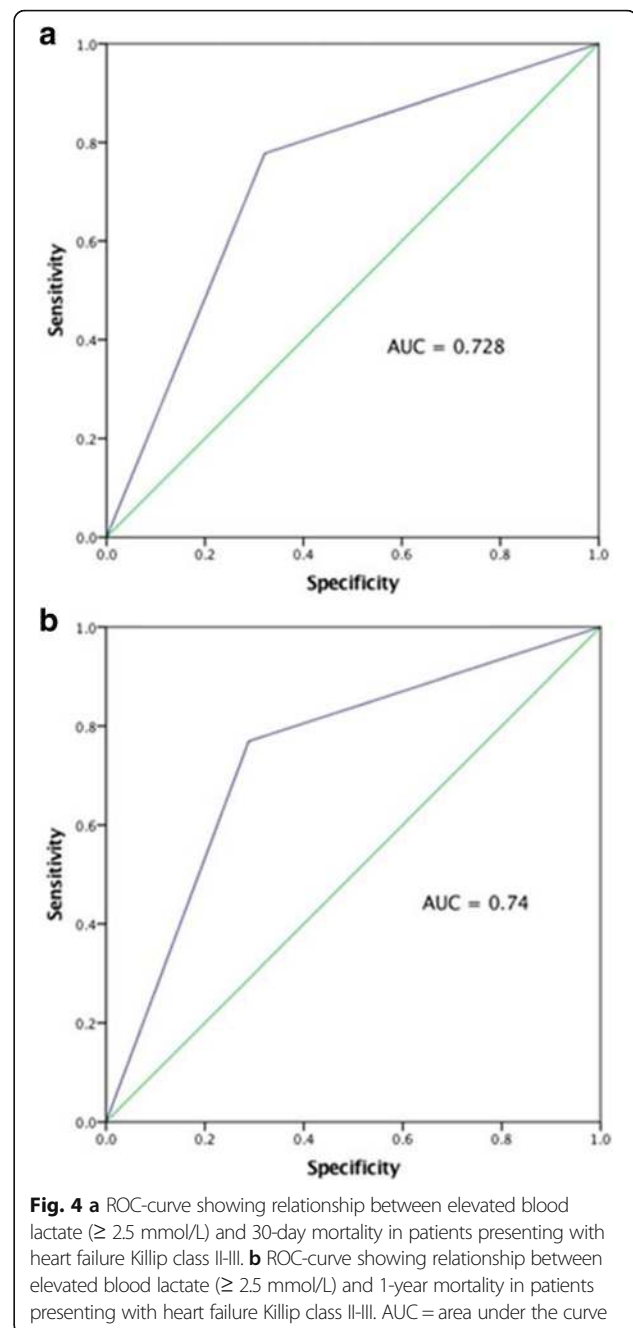 a
1.0
0.8
0.6
0.4
0.2
0.0
Sensitivity
AUC = 0.728
0.0 0.2 0.4 0.6 0.8 1.0
Specificity
b
1.0
0.8
0.6
0.4
0.2
0.0
Sensitivity
AUC = 0.74
0.0 0.2 0.4 0.6 0.8 1.0
Specificity
Fig. 4 a ROC-curve showing relationship between elevated blood
lactate (≥ 2.5 mmol/L) and 30-day mortality in patients presenting with
heart failure Killip class II-III. b ROC-curve showing relationship between
elevated blood lactate (≥ 2.5 mmol/L) and 1-year mortality in patients
presenting with heart failure Killip class II-III. AUC = area under the curve